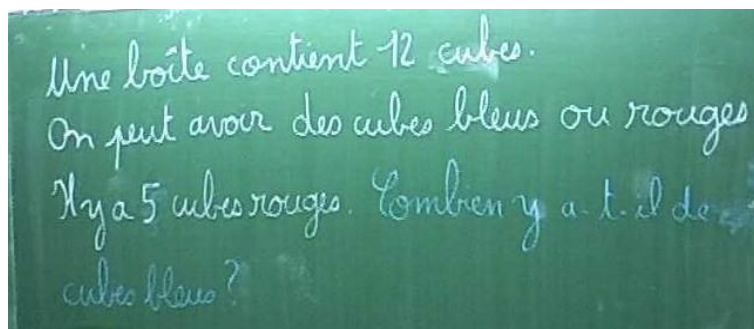 Une boîte contient 12 cubes.
On peut avoir des cubes bleus ou rouges
Il y a 5 cubes rouges. Combien y a-t-il de
cubes bleus ?